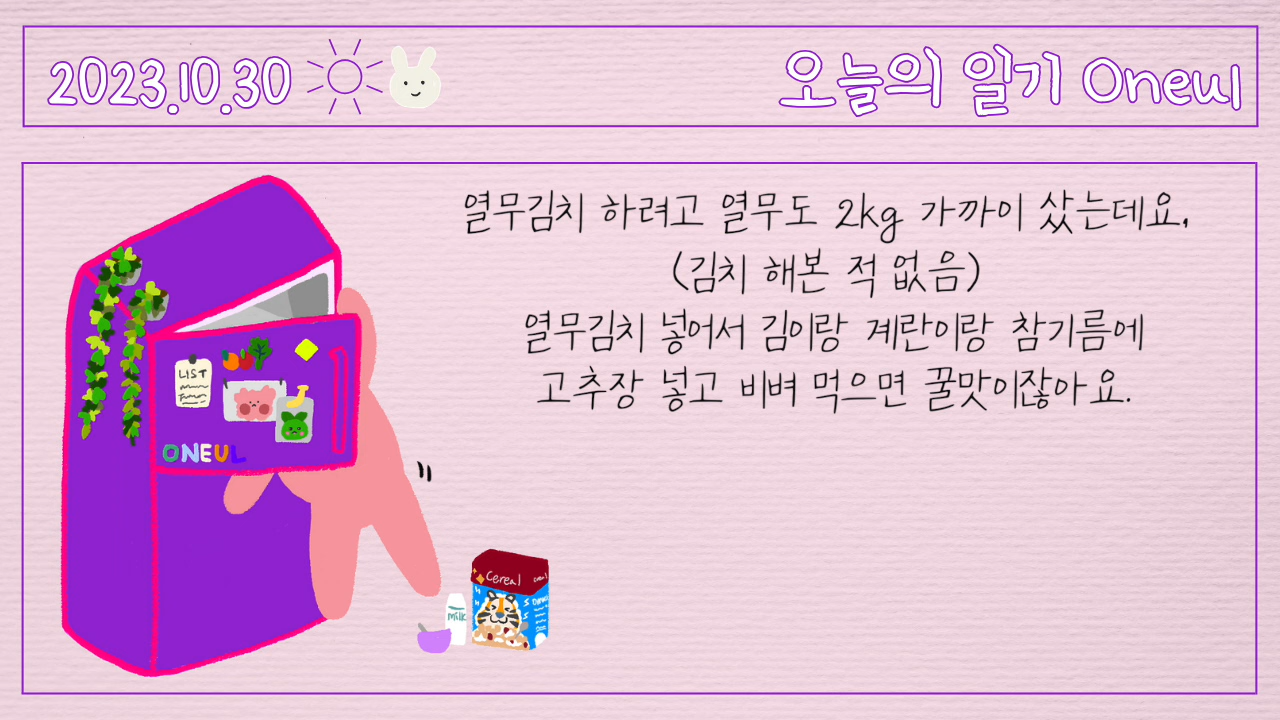 2023.10.30
오늘의 일기 Oneul
열무김치 하려고 열무도 2kg 가까이 샀는데요,
(김치 해본 적 없음)
열무김치 넣어서 김이랑 계란이랑 참기름에
고추장 넣고 비벼 먹으면 꿀맛이잖아요.
LIST
ONEUL
cereal
milk